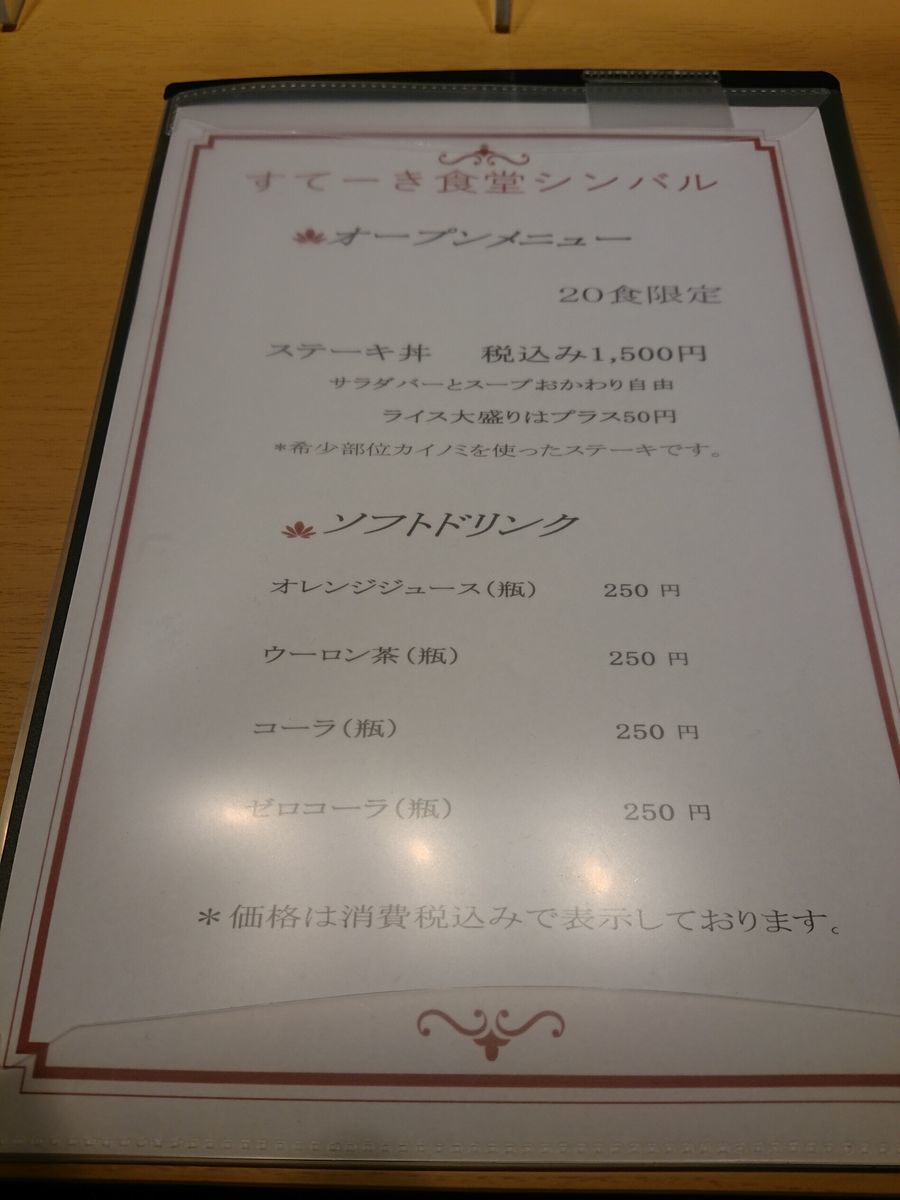 すてーき食堂シンバル
オープンメニュー
20食限定
ステーキ丼 税込み1,500円
サラダバーとスープおかわり自由
ライス大盛りはプラス50円
*希少部位カイノミを使ったステーキです。
ソフトドリンク
オレンジジュース(瓶) 250 円
ウーロン茶(瓶) 250 円
コーラ(瓶) 250 円
ゼロコーラ(瓶) 250 円
*価格は消費税込みで表示しております。